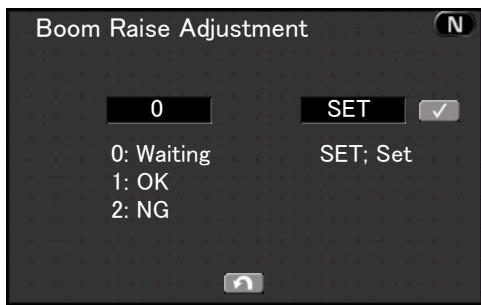 Boom Raise Adjustment N
0 SET
0: Waiting SET; Set
1: OK
2: NG